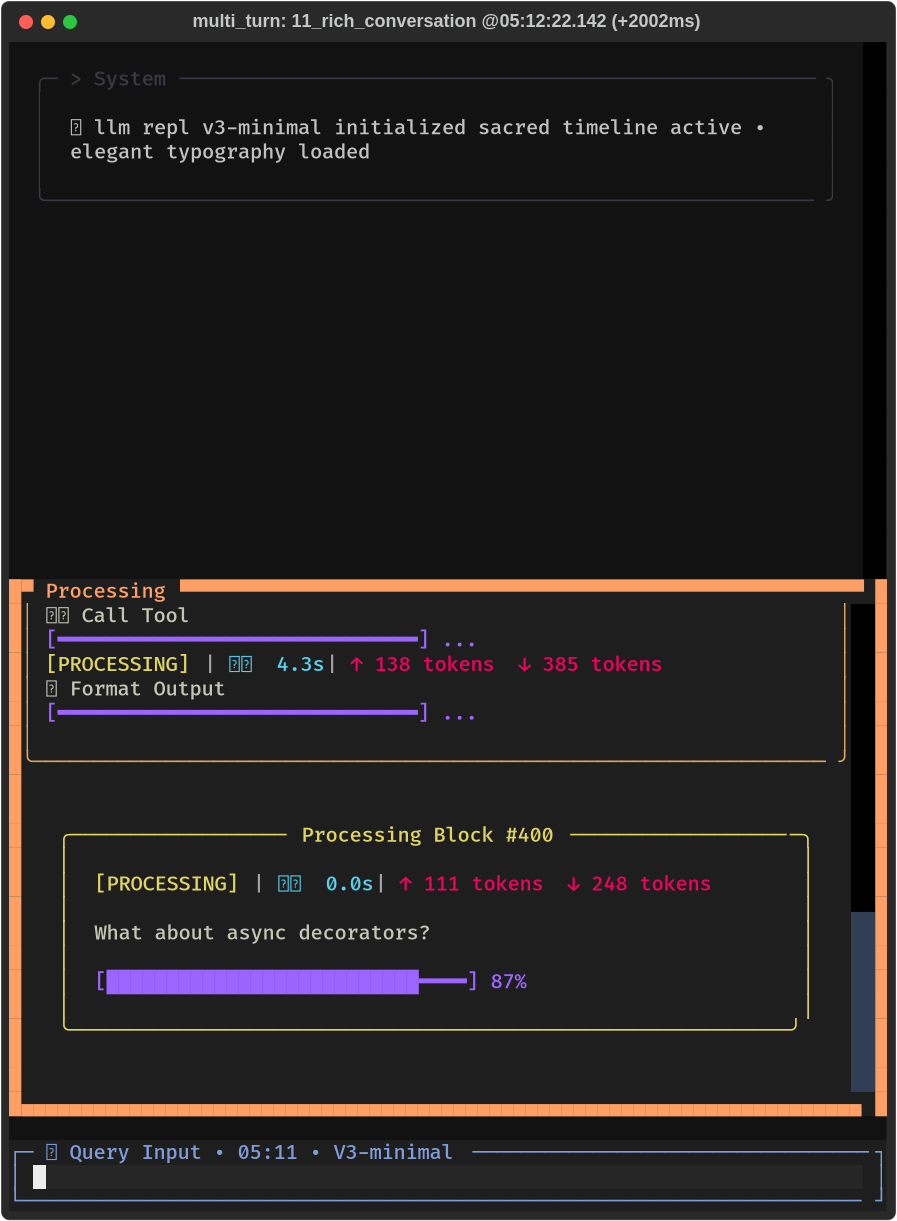 multi_turn: 11_rich_conversation @05:12:22.142 (+2002ms)
> System
llm repl v3-minimal initialized sacred timeline active •
elegant typography loaded
Processing
Call Tool
[━━━━━━━━━━━━━━━━━━━━━━━━━━━━━━] ...
[PROCESSING] | 4.3s| ↑ 138 tokens ↓ 385 tokens
Format Output
[━━━━━━━━━━━━━━━━━━━━━━━━━━━━━━] ...
Processing Block #400
[PROCESSING] | 0.0s| ↑ 111 tokens ↓ 248 tokens
What about async decorators?
[██████████████████████████━━━━] 87%
Query Input • 05:11 • V3-minimal